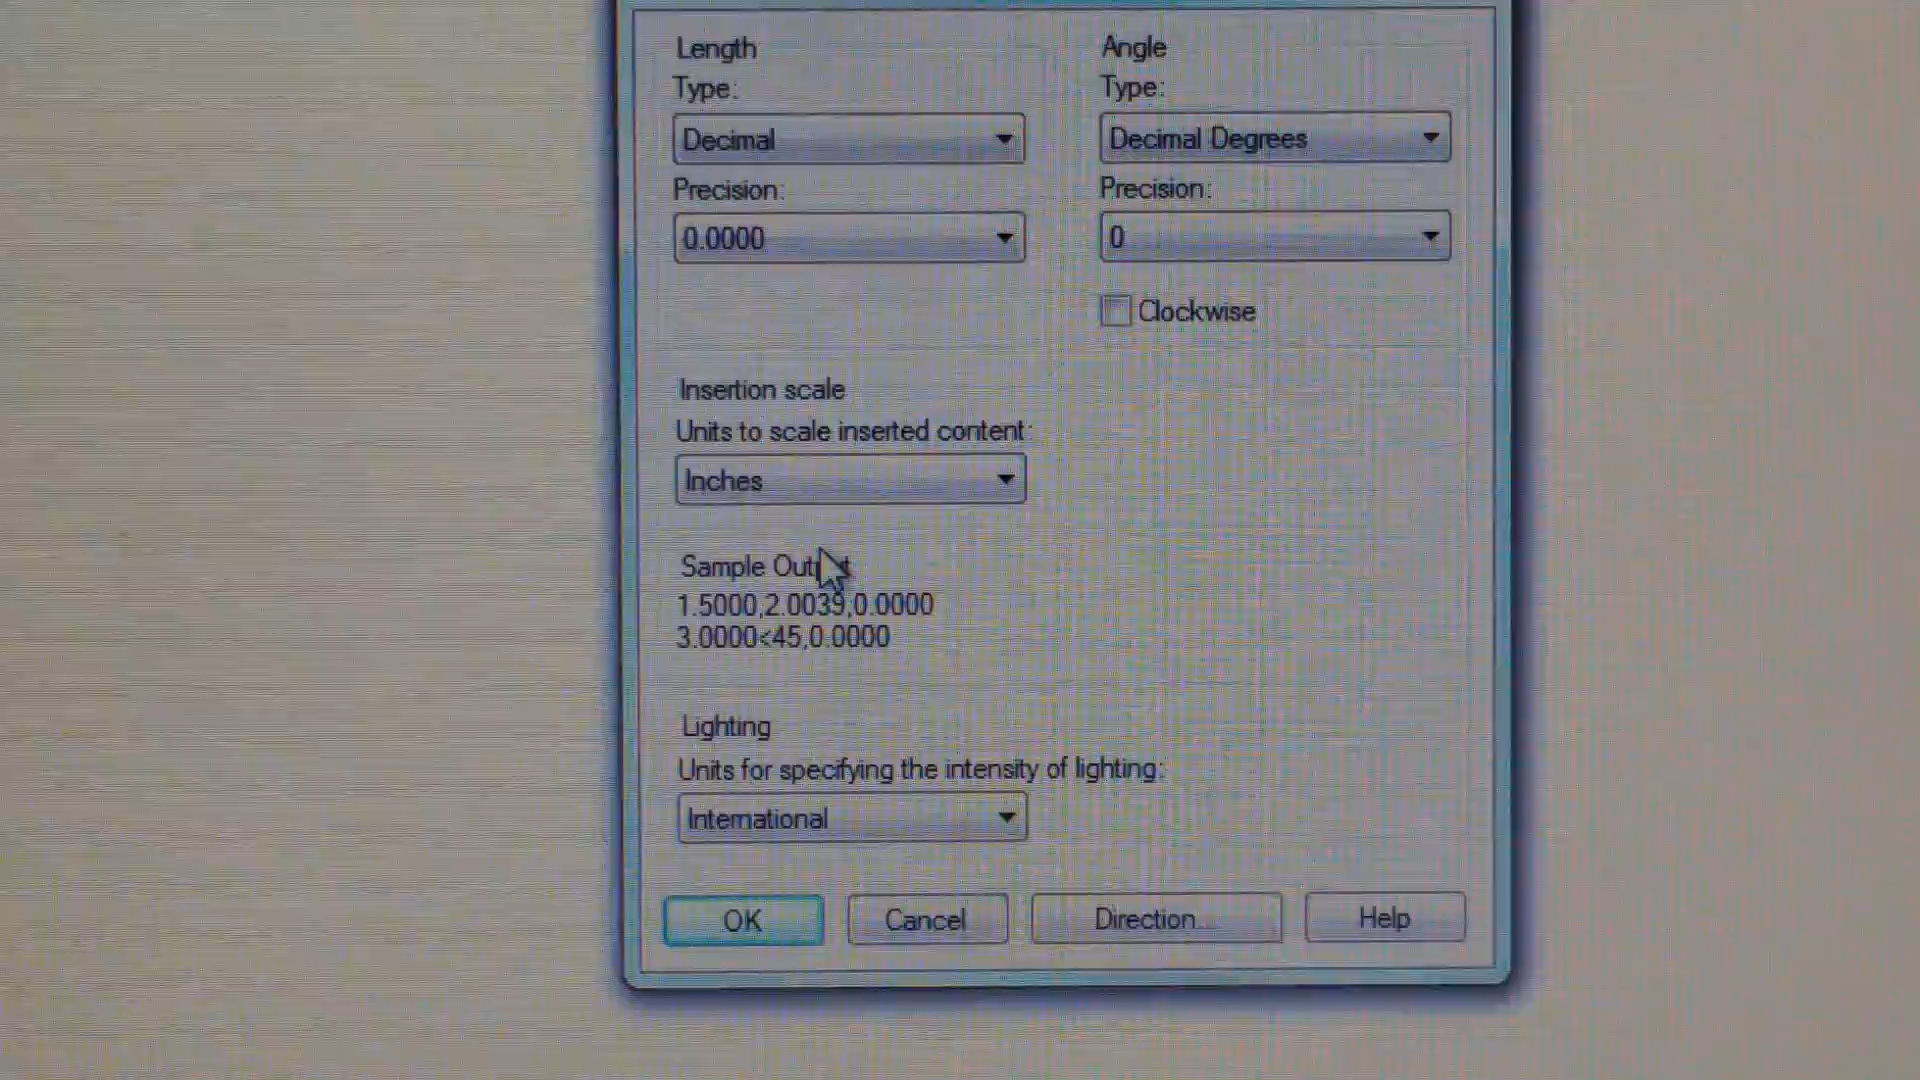 Length
Type:
Decimal
Precision:
0.0000
Angle
Type:
Decimal Degrees
Precision:
0
Clockwise
Insertion scale
Units to scale inserted content:
Inches
Sample Output
1.5000,2.0039,0.0000
3.0000<45,0.0000
Lighting
Units for specifying the intensity of lighting:
International
OK Cancel Direction... Help